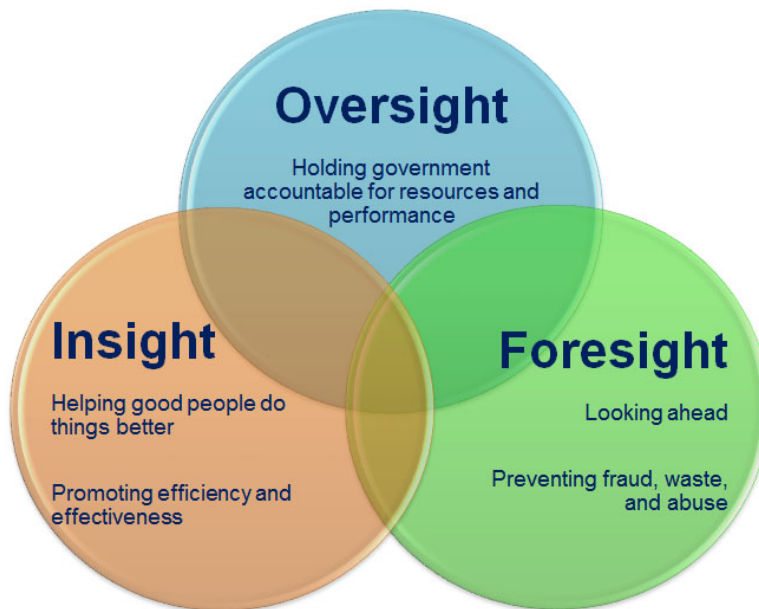 Oversight
Holding government
accountable for resources and
performance
Insight
Helping good people do
things better
Promoting efficiency and
effectiveness
Foresight
Looking ahead
Preventing fraud, waste,
and abuse